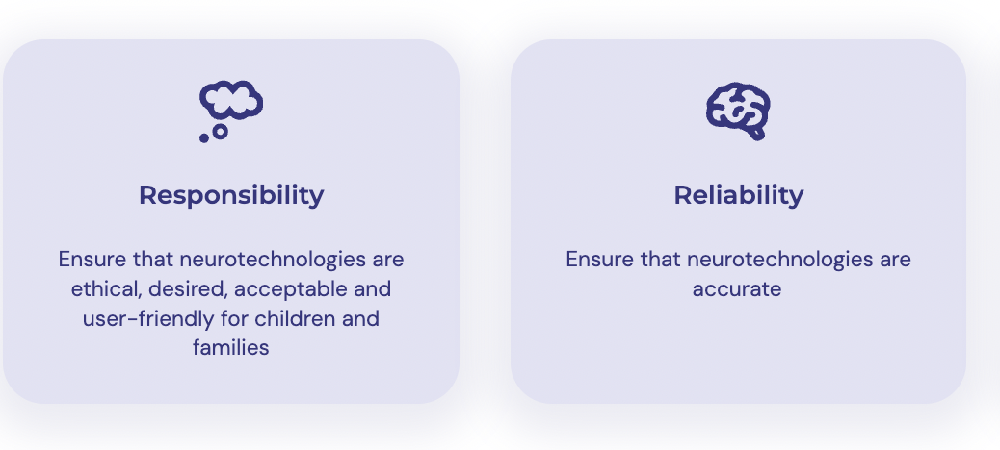 Responsibility
Ensure that neurotechnologies are
ethical, desired, acceptable and
user-friendly for children and
families
Reliability
Ensure that neurotechnologies are
accurate